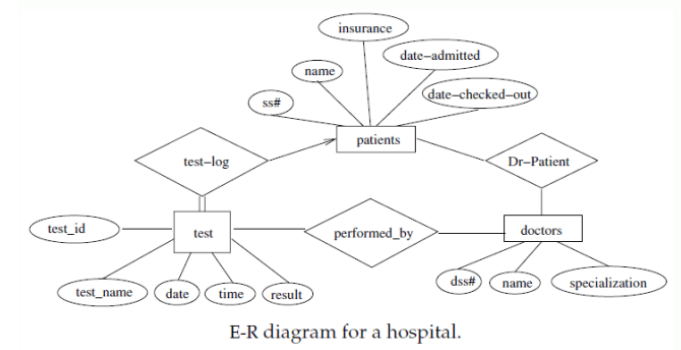 insurance
date-admitted
name
date-checked-out
ss#
patients
test-log
Dr-Patient
test_id
test
performed_by
doctors
test_name
date
time
result
dss#
name
specialization
E-R diagram for a hospital.